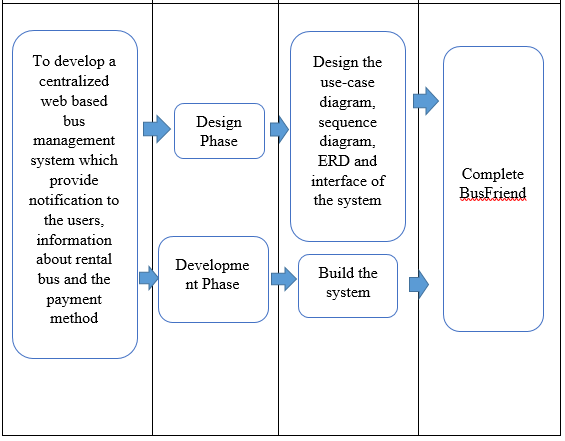 To develop a
centralized
web based
bus
management
system which
provide
notification to
the users,
information
about rental
bus and the
payment
method
Design
Phase
Developme
nt Phase
Design the
use-case
diagram,
sequence
diagram,
ERD and
interface of
the system
Build the
system
Complete
BusFriend